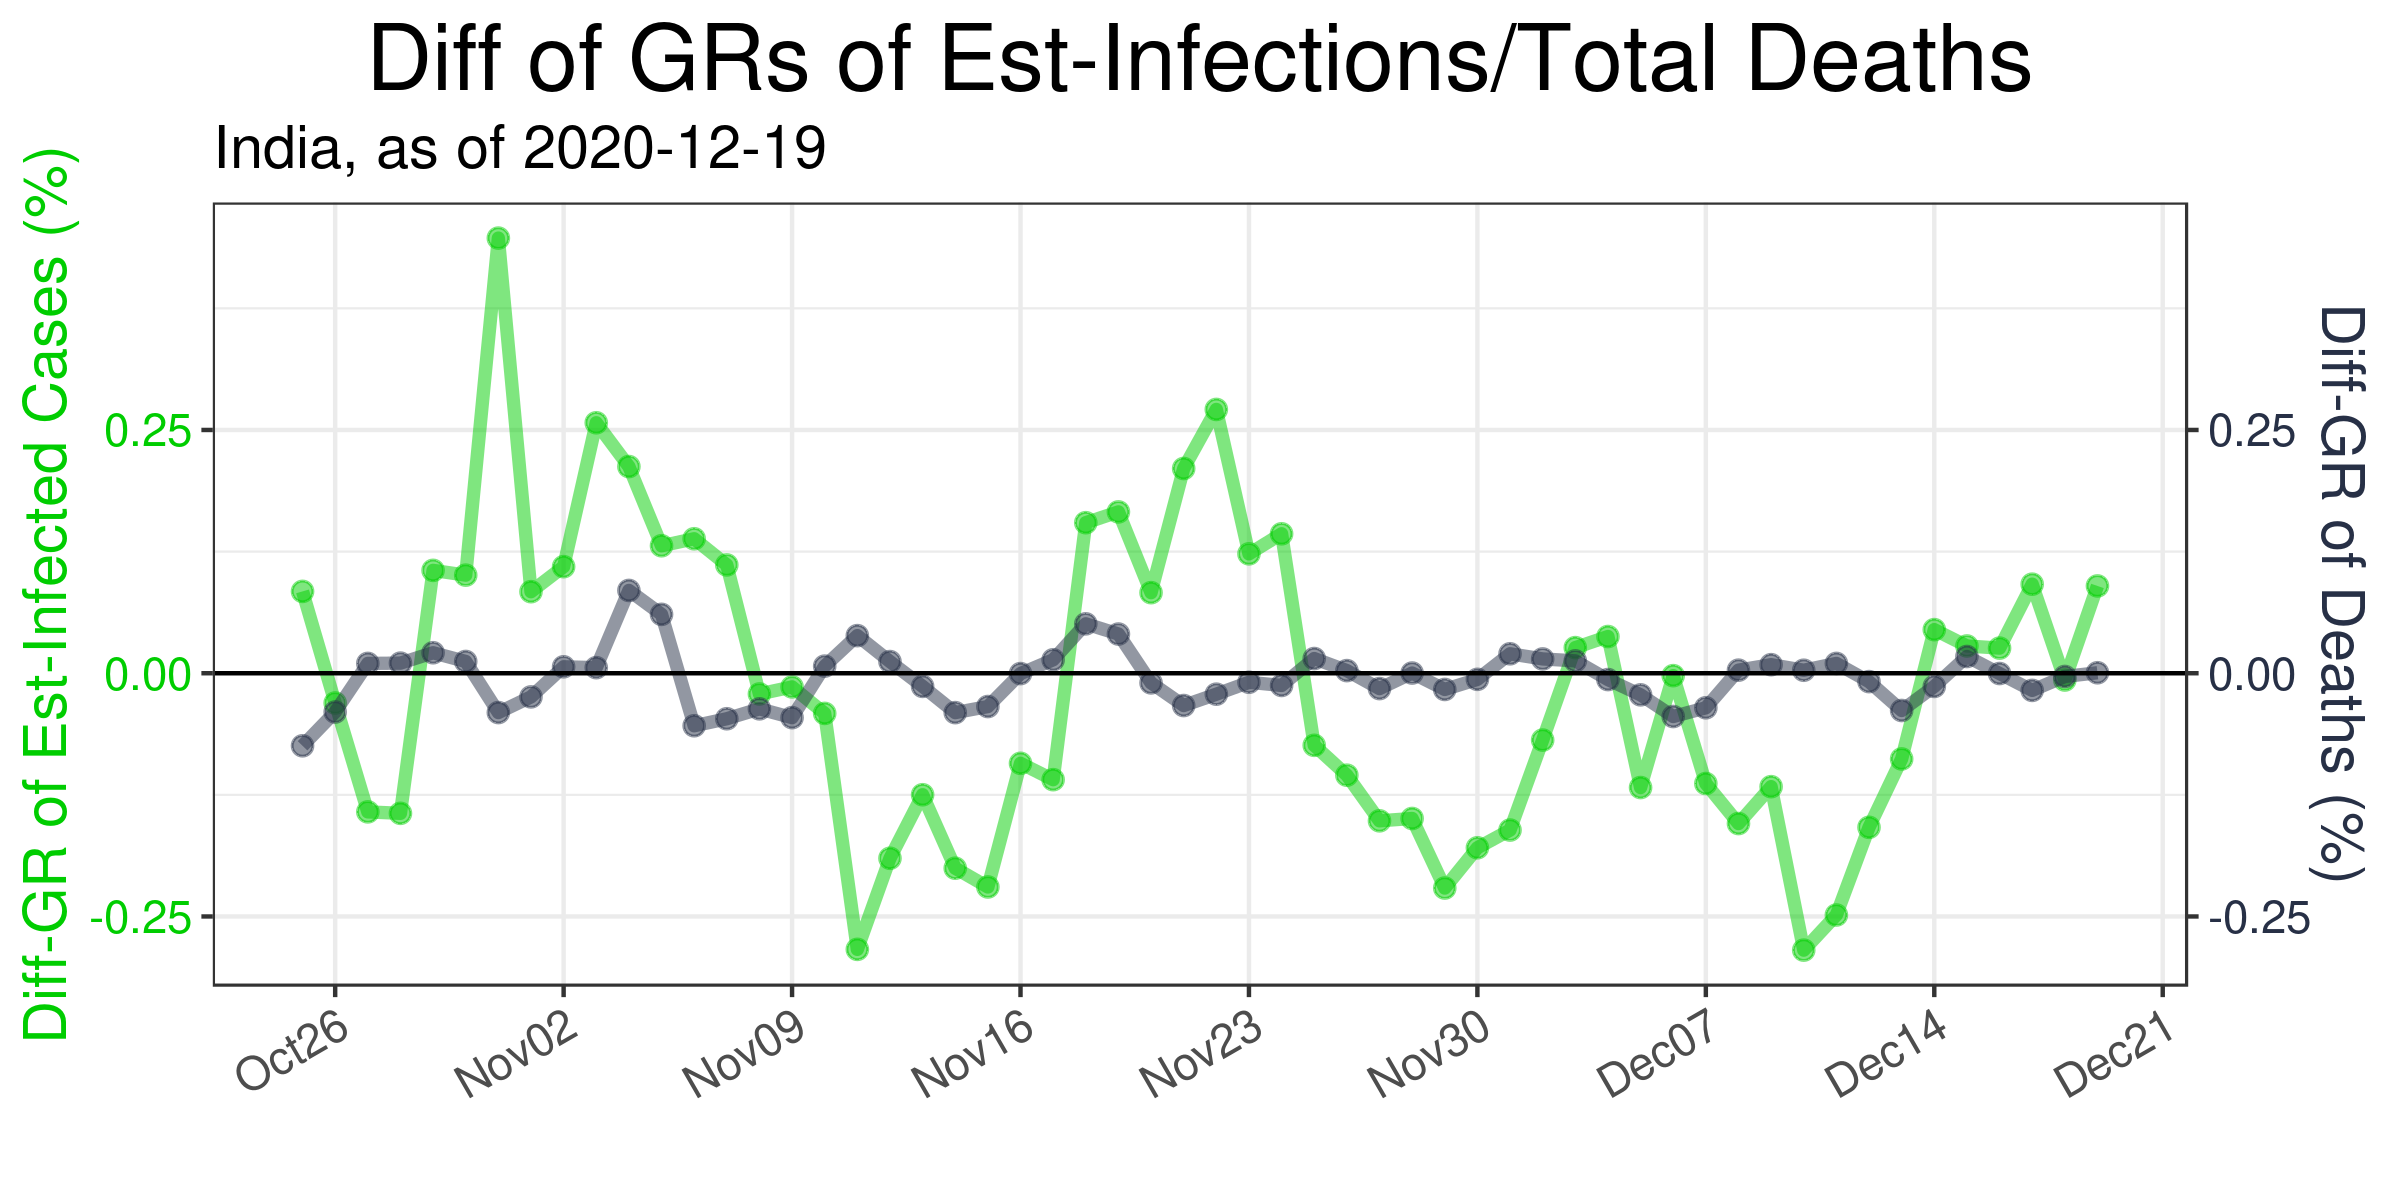 Diff of GRs of Est-Infections/Total Deaths
India, as of 2020-12-19
Diff-GR of Est-Infected Cases (%)
0.25
0.00
-0.25
0.25
0.00
-0.25
Diff-GR of Deaths (%)
Oct26
Nov02
Nov09
Nov16
Nov23
Nov30
Dec07
Dec14
Dec21